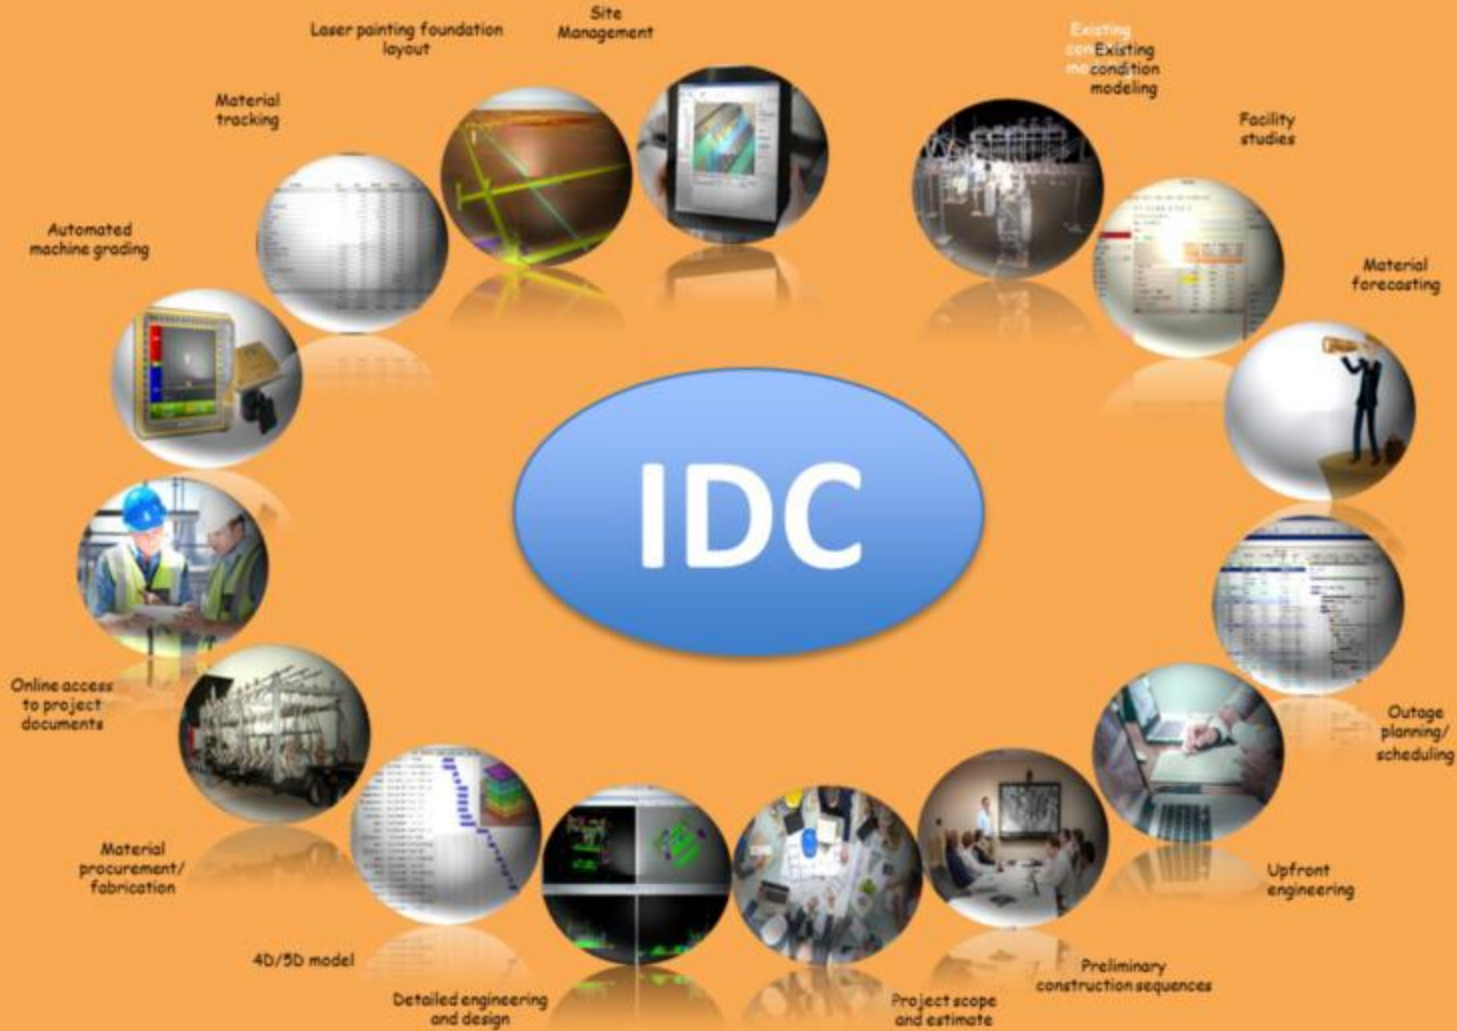 Site
Management
Laser painting foundation
layout
Existing
condition
modeling
Existing
condition
modeling
Material
tracking
Facility
studies
Automated
machine grading
Material
forecasting
IDC
Online access
to project
documents
Outage
planning/
scheduling
Material
procurement/
fabrication
Upfront
engineering
4D/5D model
Preliminary
construction sequences
Detailed engineering
and design
Project scope
and estimate